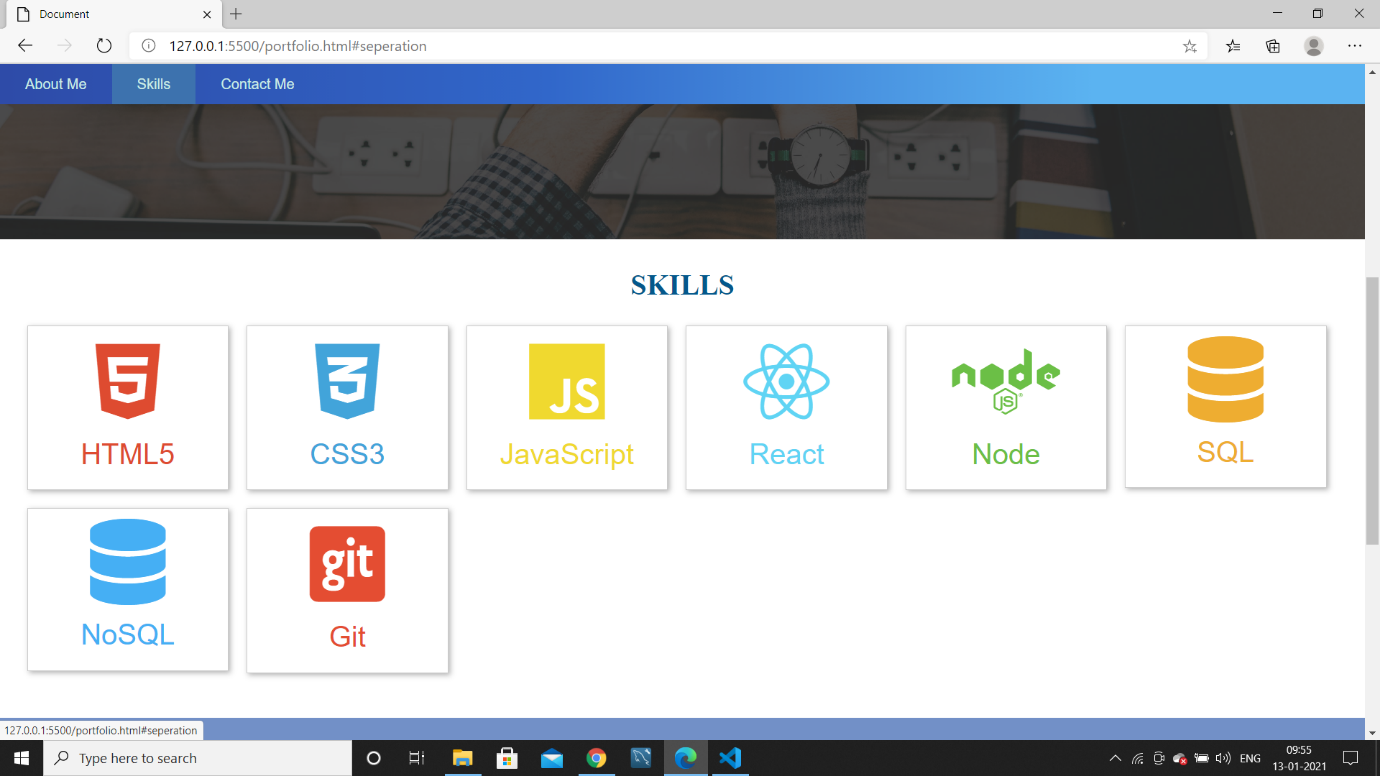 Document
127.0.0.1:5500/portfolio.html#seperation
About Me Skills Contact Me
SKILLS
5 3 JS node
JS
HTML5 CSS3 JavaScript React Node SQL
git
NoSQL Git
127.0.0.1:5500/portfolio.html#seperation
Type here to search
ENG
09:55
13-01-2021